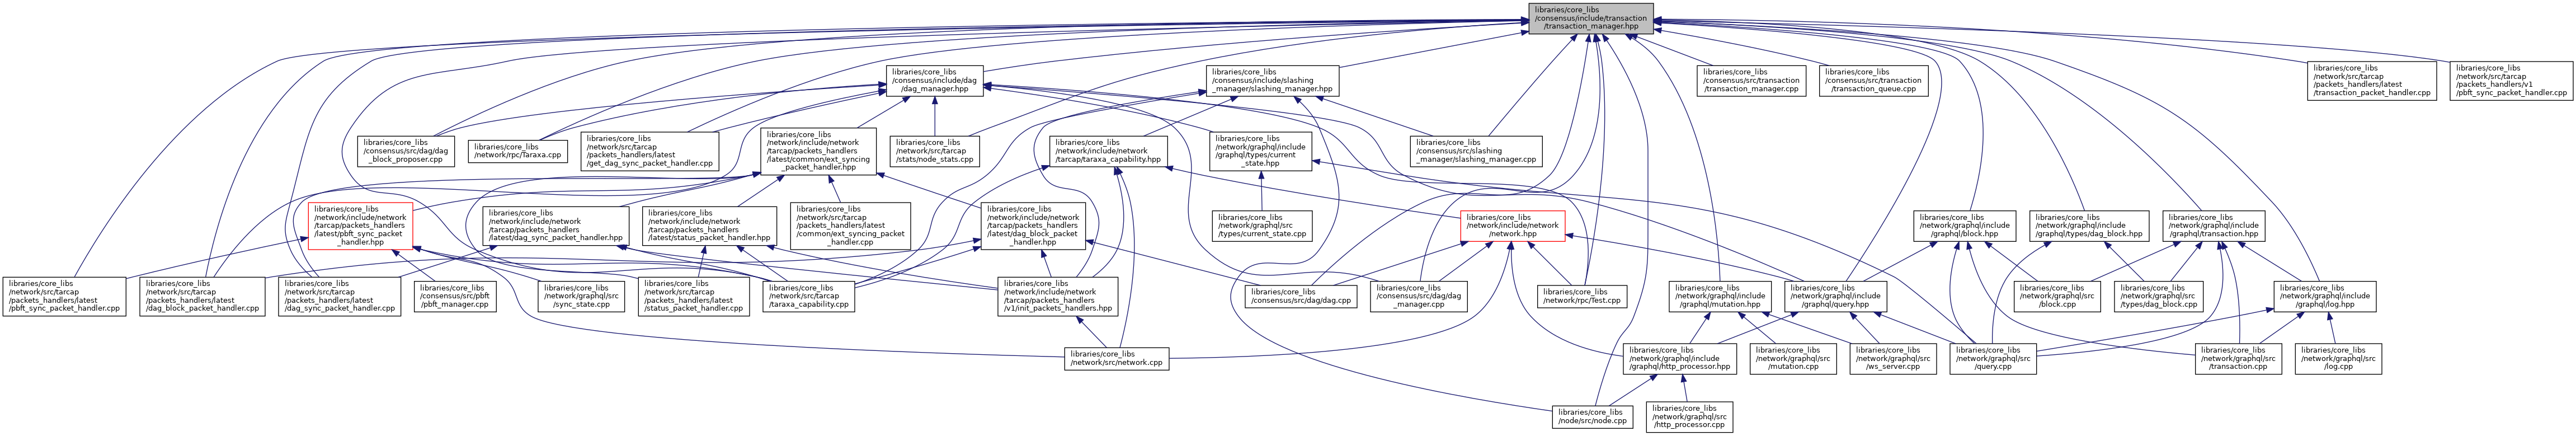 libraries/core_libs
/consensus/include/transaction
/transaction_manager.hpp
libraries/core_libs
/consensus/include/dag
/dag_manager.hpp
libraries/core_libs
/consensus/include/slashing
_manager/slashing_manager.hpp
libraries/core_libs
/consensus/src/transaction
/transaction_manager.cpp
libraries/core_libs
/consensus/src/transaction
/transaction_queue.cpp
libraries/core_libs
/network/src/tarcap
/packets_handlers/latest
/transaction_packet_handler.cpp
libraries/core_libs
/network/src/tarcap
/packets_handlers/v1
/pbft_sync_packet_handler.cpp
libraries/core_libs
/consensus/src/dag/dag
_block_proposer.cpp
libraries/core_libs
/network/rpc/Taraxa.cpp
libraries/core_libs
/network/src/tarcap
/packets_handlers/latest
/get_dag_sync_packet_handler.cpp
libraries/core_libs
/network/include/network
/tarcap/packets_handlers
/latest/common/ext_syncing
_packet_handler.hpp
libraries/core_libs
/network/src/tarcap
/stats/node_stats.cpp
libraries/core_libs
/network/include/network
/tarcap/taraxa_capability.hpp
libraries/core_libs
/network/graphql/include
/graphql/types/current
_state.hpp
libraries/core_libs
/consensus/src/slashing
_manager/slashing_manager.cpp
libraries/core_libs
/network/include/network
/tarcap/packets_handlers
/latest/pbft_sync_packet
_handler.hpp
libraries/core_libs
/network/include/network
/tarcap/packets_handlers
/latest/dag_sync_packet_handler.hpp
libraries/core_libs
/network/include/network
/tarcap/packets_handlers
/latest/status_packet_handler.hpp
libraries/core_libs
/network/src/tarcap
/packets_handlers/latest
/common/ext_syncing_packet
_handler.cpp
libraries/core_libs
/network/include/network
/tarcap/packets_handlers
/latest/dag_block_packet
_handler.hpp
libraries/core_libs
/network/graphql/src
/types/current_state.cpp
libraries/core_libs
/network/include/network
/network.hpp
libraries/core_libs
/network/graphql/include
/graphql/block.hpp
libraries/core_libs
/network/graphql/include
/graphql/types/dag_block.hpp
libraries/core_libs
/network/graphql/include
/graphql/transaction.hpp
libraries/core_libs
/network/src/tarcap
/packets_handlers/latest
/pbft_sync_packet_handler.cpp
libraries/core_libs
/network/src/tarcap
/packets_handlers/latest
/dag_block_packet_handler.cpp
libraries/core_libs
/network/src/tarcap
/packets_handlers/latest
/dag_sync_packet_handler.cpp
libraries/core_libs
/consensus/src/pbft
/pbft_manager.cpp
libraries/core_libs
/network/graphql/src
/sync_state.cpp
libraries/core_libs
/network/src/tarcap
/packets_handlers/latest
/status_packet_handler.cpp
libraries/core_libs
/network/src/tarcap
/taraxa_capability.cpp
libraries/core_libs
/network/include/network
/tarcap/packets_handlers
/v1/init_packets_handlers.hpp
libraries/core_libs
/consensus/src/dag/dag.cpp
libraries/core_libs
/consensus/src/dag/dag
_manager.cpp
libraries/core_libs
/network/rpc/Test.cpp
libraries/core_libs
/network/graphql/include
/graphql/mutation.hpp
libraries/core_libs
/network/graphql/include
/graphql/query.hpp
libraries/core_libs
/network/graphql/src
/block.cpp
libraries/core_libs
/network/graphql/src
/types/dag_block.cpp
libraries/core_libs
/network/graphql/include
/graphql/log.hpp
libraries/core_libs
/network/src/network.cpp
libraries/core_libs
/network/graphql/include
/graphql/http_processor.hpp
libraries/core_libs
/network/graphql/src
/mutation.cpp
libraries/core_libs
/network/graphql/src
/ws_server.cpp
libraries/core_libs
/network/graphql/src
/query.cpp
libraries/core_libs
/network/graphql/src
/transaction.cpp
libraries/core_libs
/network/graphql/src
/log.cpp
libraries/core_libs
/node/src/node.cpp
libraries/core_libs
/network/graphql/src
/http_processor.cpp